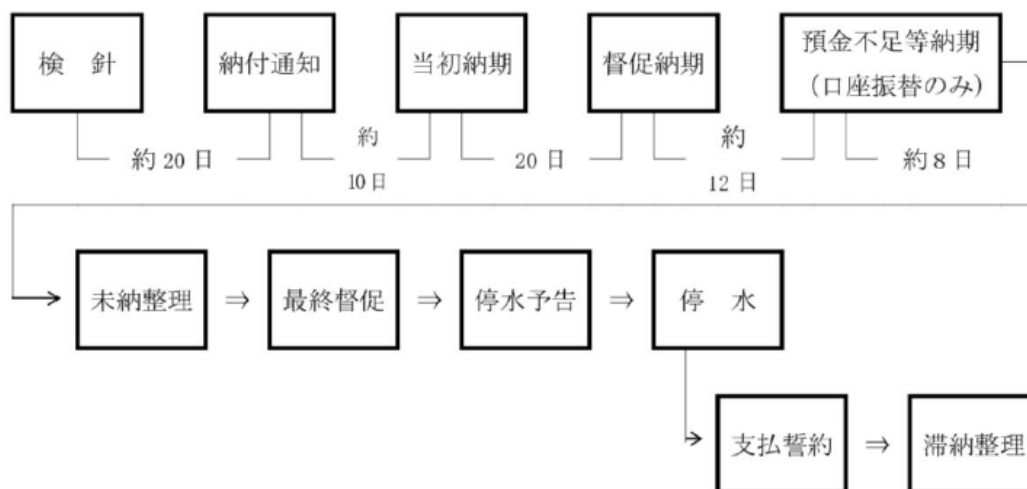 検 針
納付通知
当初納期
督促納期
預金不足等納期
（口座振替のみ）
約 20 日
約
10日
20 日
約
12 日
約 8 日
未納整理 ⇒ 最終督促 ⇒ 停水予告 ⇒ 停 水
支払誓約 ⇒ 滞納整理